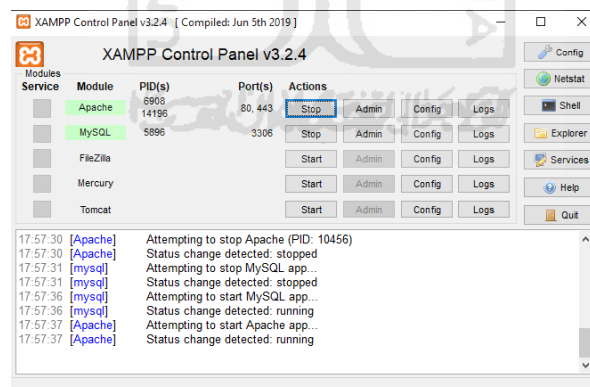 XAMPP Control Panel v3.2.4 [ Compiled: Jun 5th 2019 ]
XAMPP Control Panel v3.2.4
Config
Modules
Service Module PID(s) Port(s) Actions
Netstat
Apache 6908 14196 80, 443 Stop Admin Config Logs
Shell
MySQL 5896 3306 Stop Admin Config Logs
Explorer
FileZilla Start Admin Config Logs
Services
Mercury Start Admin Config Logs
Help
Tomcat Start Admin Config Logs
Quit
17:57:30 [Apache] Attempting to stop Apache (PID: 10456)
17:57:30 [Apache] Status change detected: stopped
17:57:31 [mysql] Attempting to stop MySQL app...
17:57:31 [mysql] Status change detected: stopped
17:57:36 [mysql] Attempting to start MySQL app...
17:57:36 [mysql] Status change detected: running
17:57:37 [Apache] Attempting to start Apache app...
17:57:37 [Apache] Status change detected: running